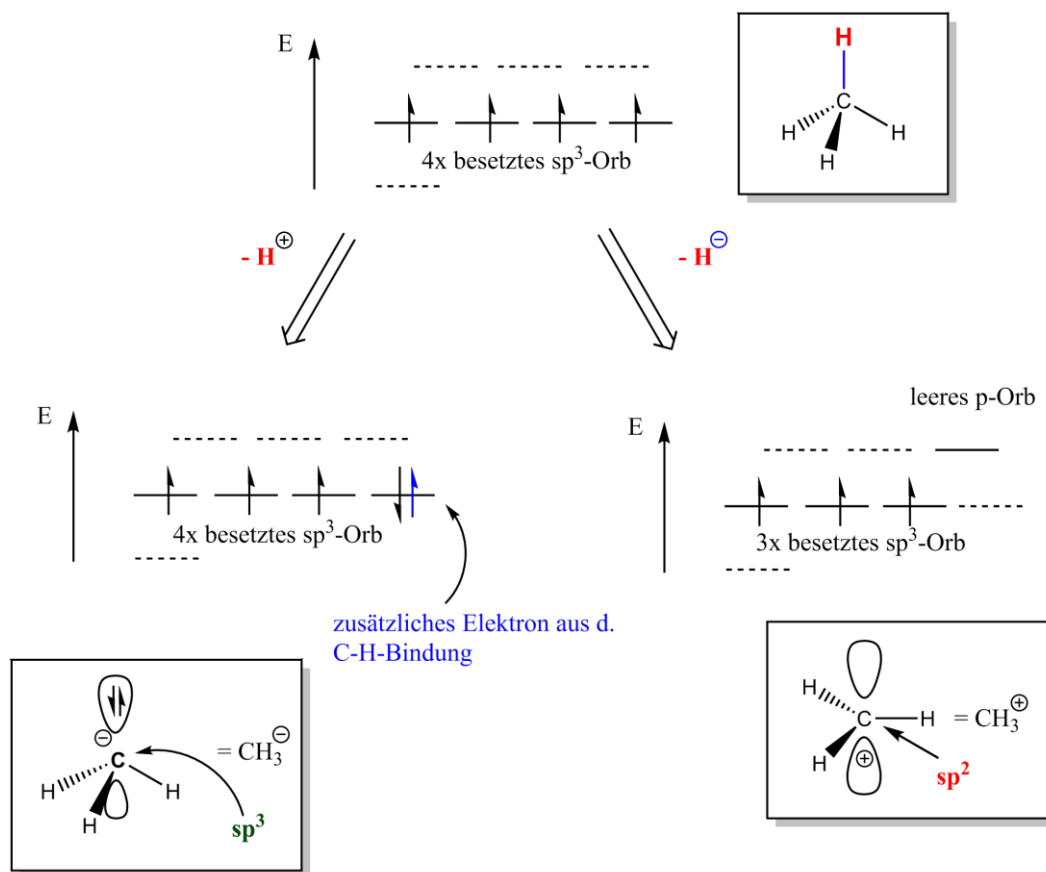 E
4x besetztes sp³-Orb
H
C
H
H
H
- H⊕
- H⊖
E
4x besetztes sp³-Orb
zusätzliches Elektron aus d.
C-H-Bindung
leeres p-Orb
E
3x besetztes sp³-Orb
⊖
C
H
H
H
= CH₃⊖
sp³
H
C
H
H
⊕
= CH₃⊕
sp²